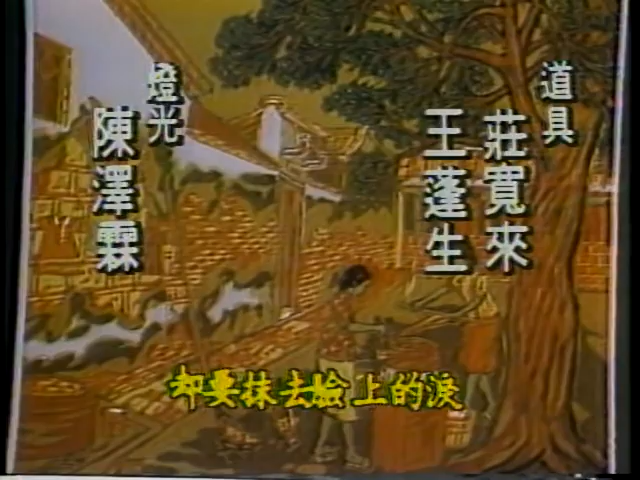 道具
莊寬來
王蓬生
燈光
陳澤霖
却要抹去臉上的淚